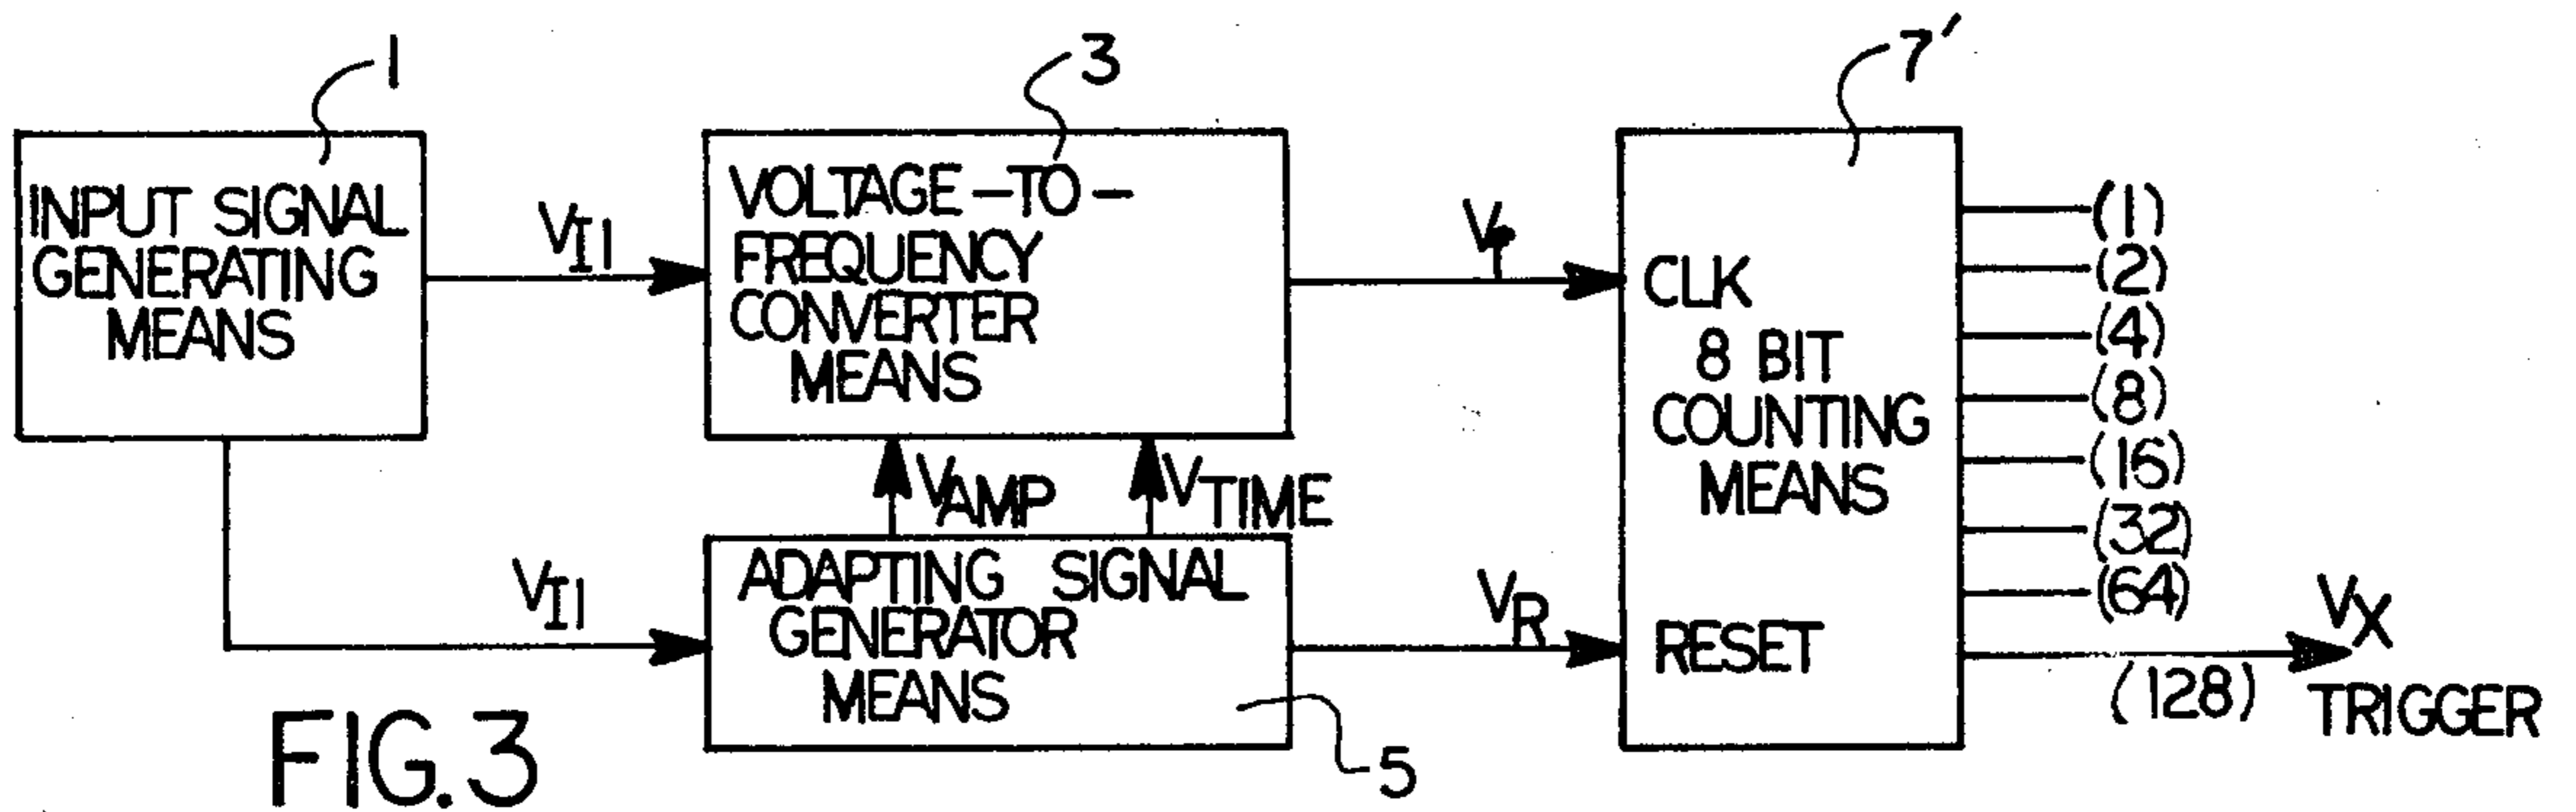 1
INPUT SIGNAL
GENERATING
MEANS
VI1
3
VOLTAGE-TO-
FREQUENCY
CONVERTER
MEANS
VAMP
VTIME
VI1
ADAPTING SIGNAL
GENERATOR
MEANS
5
VR
7'
CLK
8 BIT
COUNTING
MEANS
RESET
(1)
(2)
(4)
(8)
(16)
(32)
(64)
(128)
VX
TRIGGER
FIG. 3